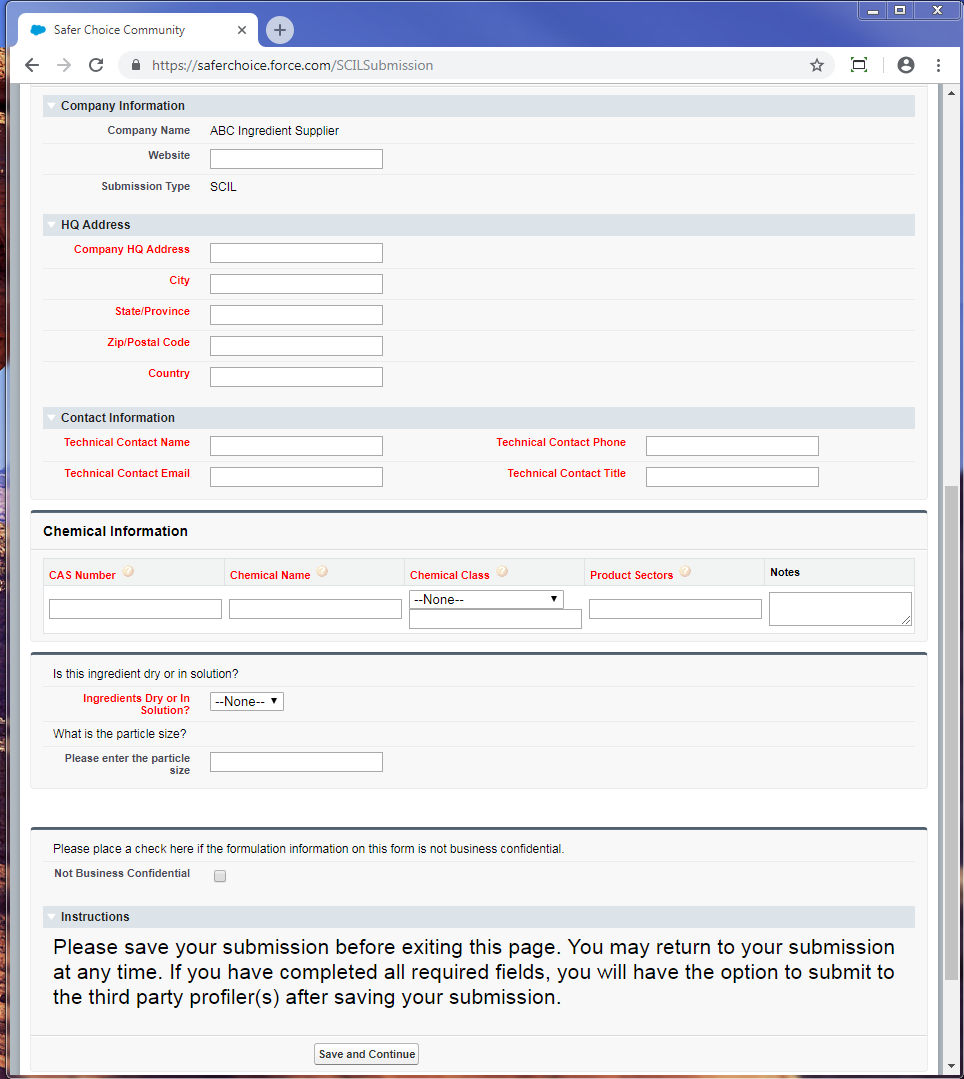 Safer Choice Community
https://saferchoice.force.com/SCILSubmission
Company Information
Company Name ABC Ingredient Supplier
Website
Submission Type SCIL
HQ Address
Company HQ Address
City
State/Province
Zip/Postal Code
Country
Contact Information
Technical Contact Name Technical Contact Phone
Technical Contact Email Technical Contact Title
Chemical Information
CAS Number ? Chemical Name ? Chemical Class ? Product Sectors ? Notes
--None--
Is this ingredient dry or in solution?
Ingredients Dry or In
Solution? --None--
What is the particle size?
Please enter the particle
size
Please place a check here if the formulation information on this form is not business confidential.
Not Business Confidential
Instructions
Please save your submission before exiting this page. You may return to your submission
at any time. If you have completed all required fields, you will have the option to submit to
the third party profiler(s) after saving your submission.
Save and Continue